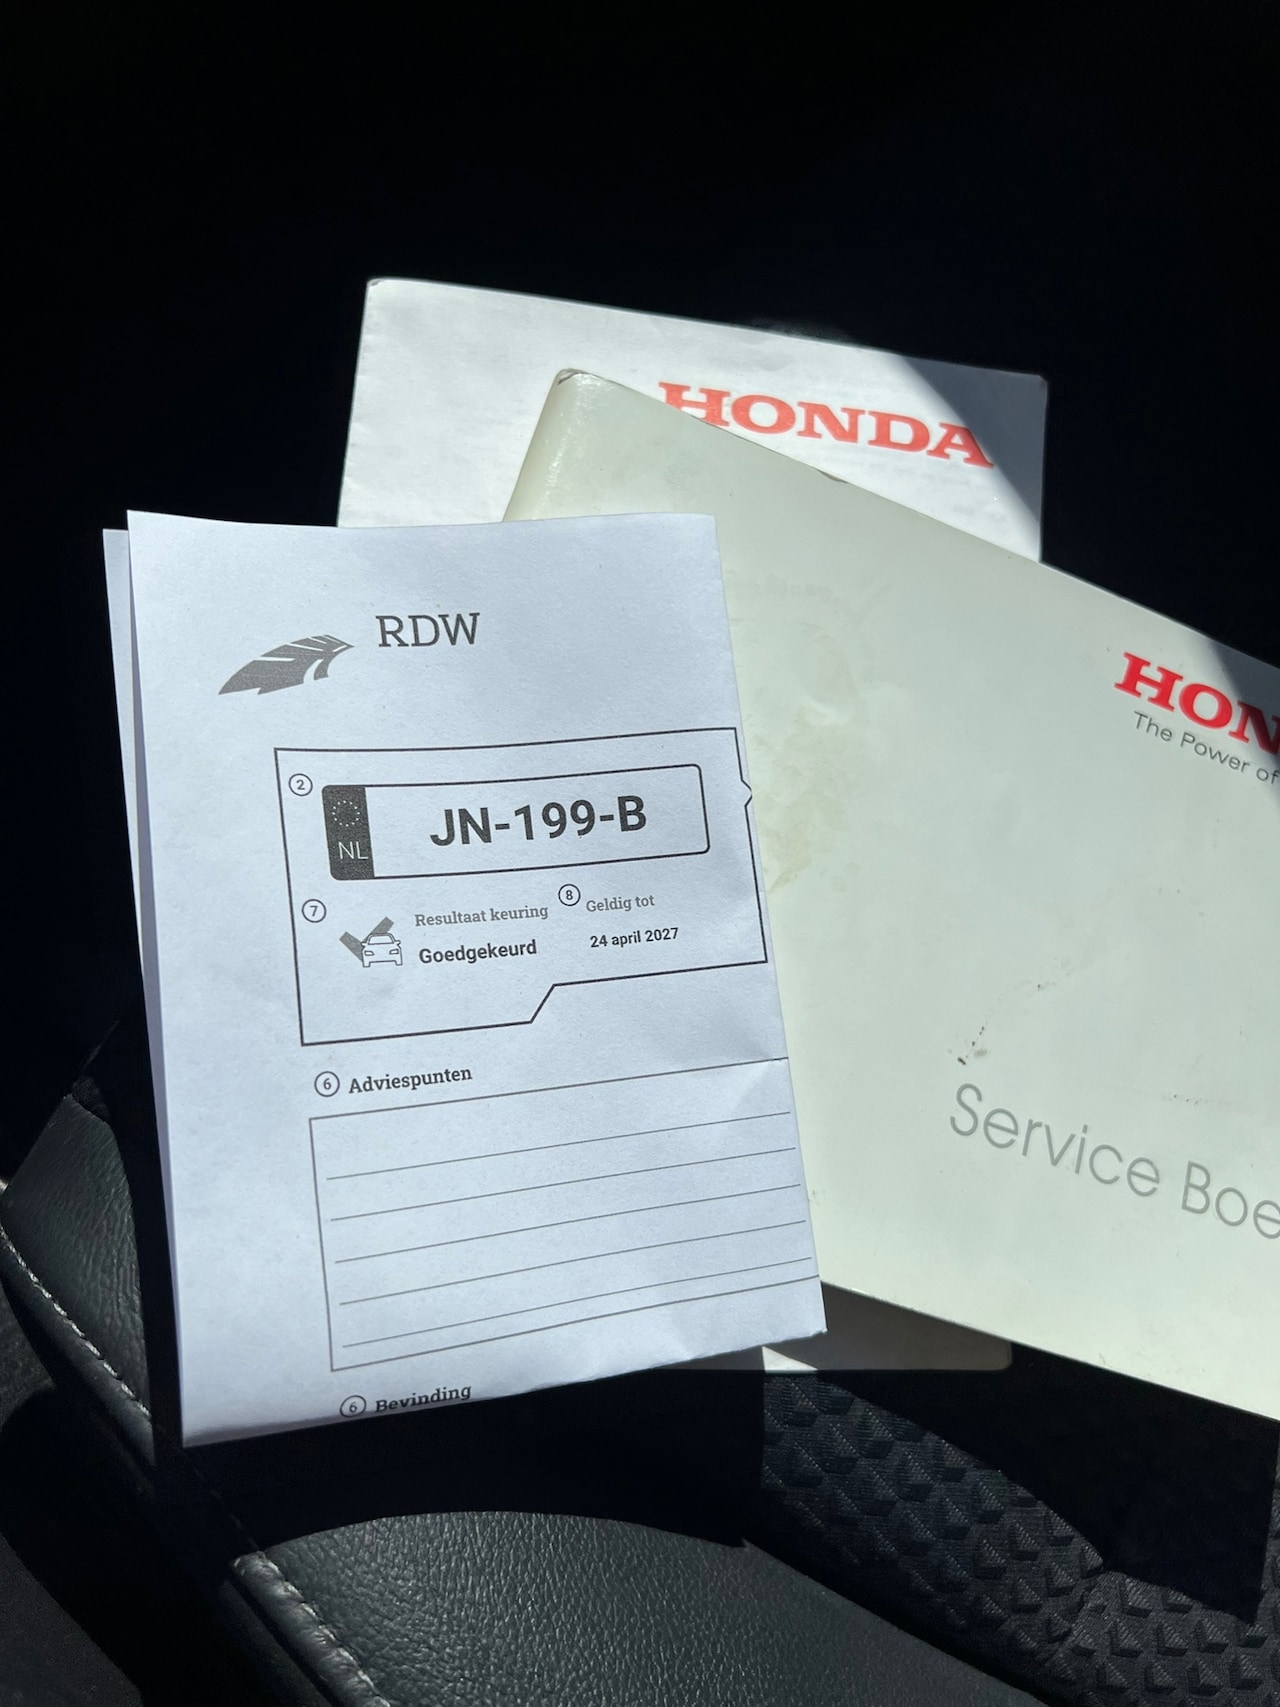 HONDA
HON
The Power of
Service Boe
RDW
2
NL
JN-199-B
7
Resultaat keuring
Goedgekeurd
8
Geldig tot
24 april 2027
6 Adviespunten
6 Bevinding